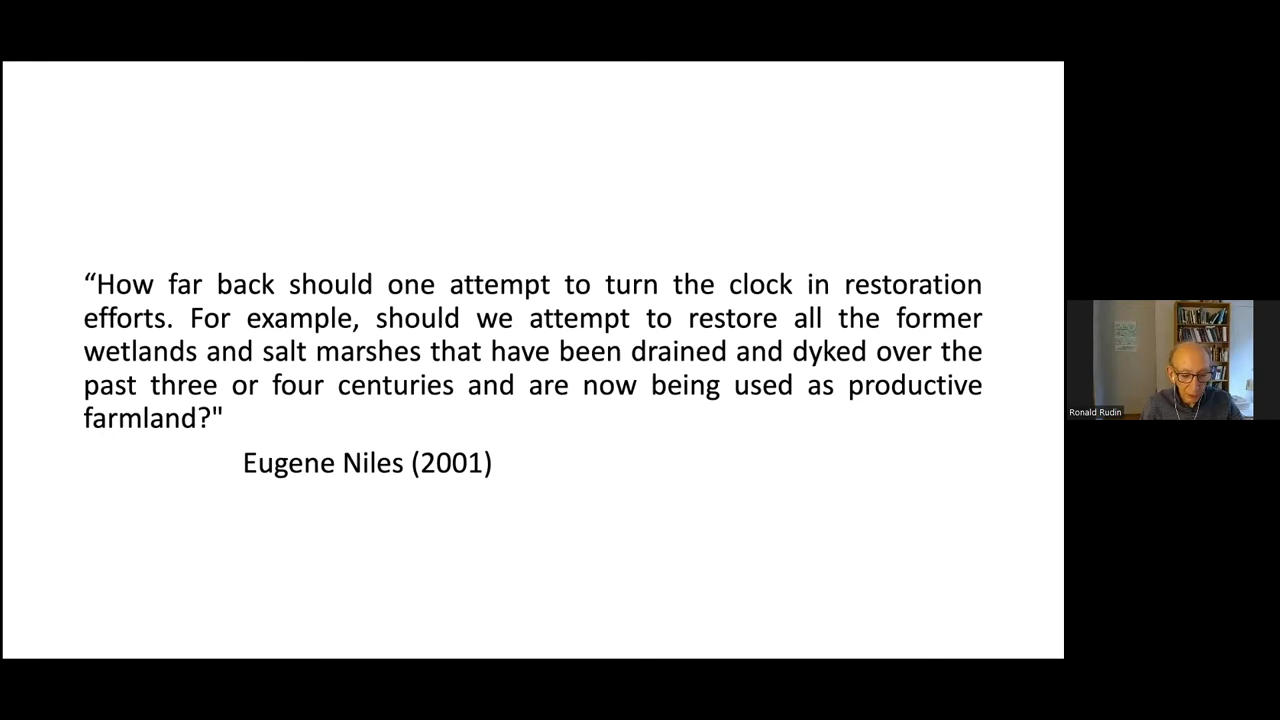 “How far back should one attempt to turn the clock in restoration
efforts. For example, should we attempt to restore all the former
wetlands and salt marshes that have been drained and dyked over the
past three or four centuries and are now being used as productive
farmland?"
Eugene Niles (2001)
Ronald Rudin